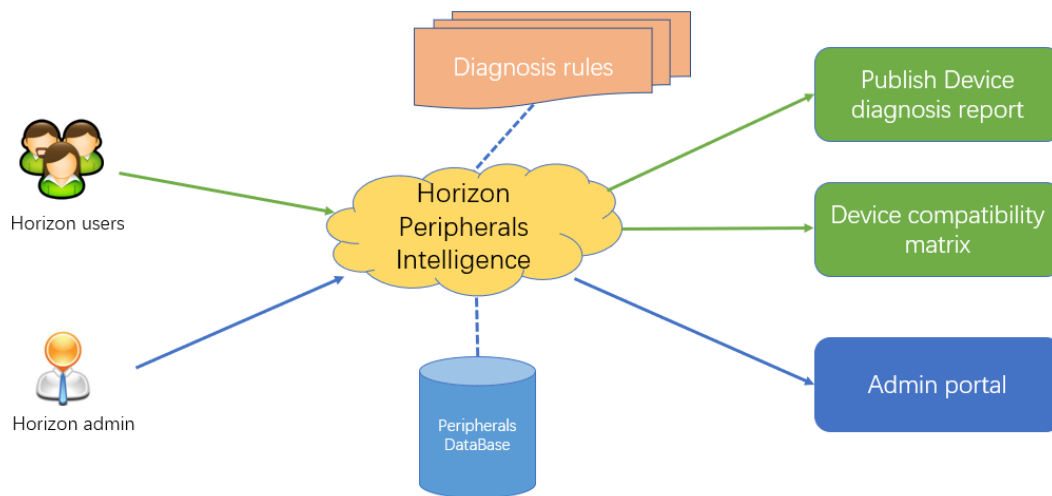 Diagnosis rules
Publish Device
diagnosis report
Horizon users
Horizon
Peripherals
Intelligence
Device compatibility
matrix
Horizon admin
Peripherals
DataBase
Admin portal